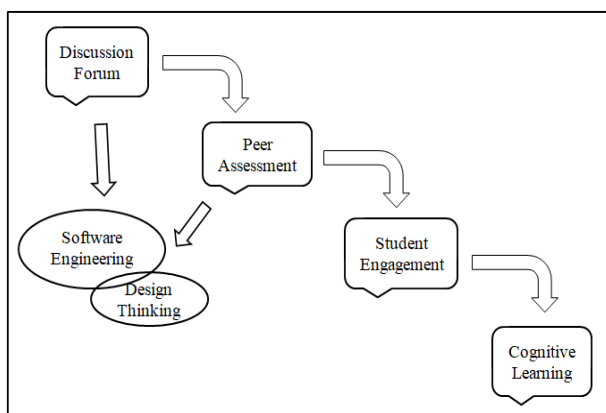 Discussion
Forum
Peer
Assessment
Software
Engineering
Student
Engagement
Design
Thinking
Cognitive
Learning